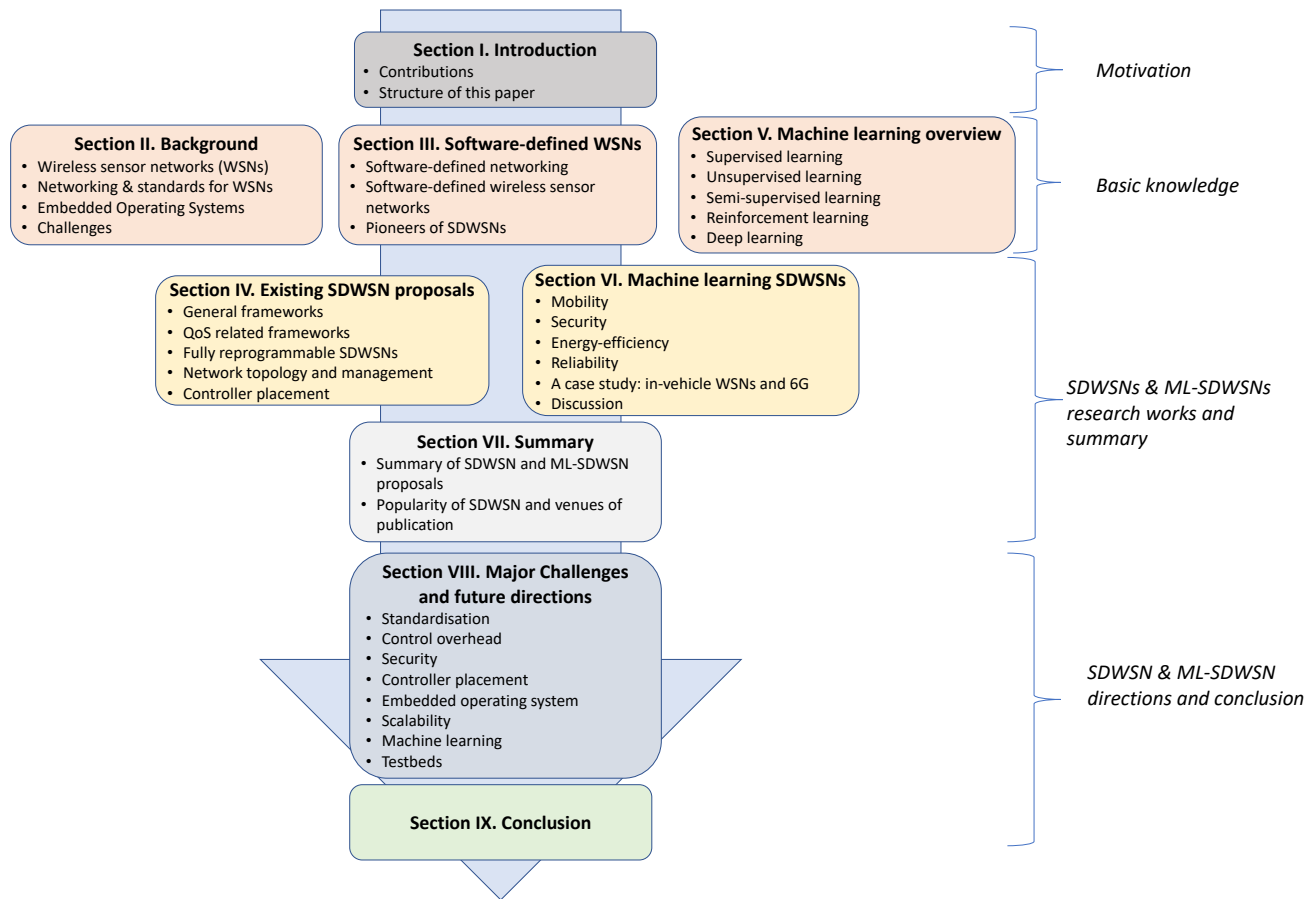 Section I. Introduction
• Contributions
• Structure of this paper
Motivation
Section II. Background
• Wireless sensor networks (WSNs)
• Networking & standards for WSNs
• Embedded Operating Systems
• Challenges
Section III. Software-defined WSNs
• Software-defined networking
• Software-defined wireless sensor
networks
• Pioneers of SDWSNs
Section V. Machine learning overview
• Supervised learning
• Unsupervised learning
• Semi-supervised learning
• Reinforcement learning
• Deep learning
Basic knowledge
Section IV. Existing SDWSN proposals
• General frameworks
• QoS related frameworks
• Fully reprogrammable SDWSNs
• Network topology and management
• Controller placement
Section VI. Machine learning SDWSNs
• Mobility
• Security
• Energy-efficiency
• Reliability
• A case study: in-vehicle WSNs and 6G
• Discussion
SDWSNs & ML-SDWSNs
research works and
summary
Section VII. Summary
• Summary of SDWSN and ML-SDWSN
proposals
• Popularity of SDWSN and venues of
publication
Section VIII. Major Challenges
and future directions
• Standardisation
• Control overhead
• Security
• Controller placement
• Embedded operating system
• Scalability
• Machine learning
• Testbeds
SDWSN & ML-SDWSN
directions and conclusion
Section IX. Conclusion